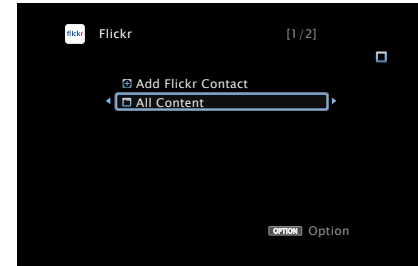 flickr Flickr [1/2]
Add Flickr Contact
All Content
OPTION Option